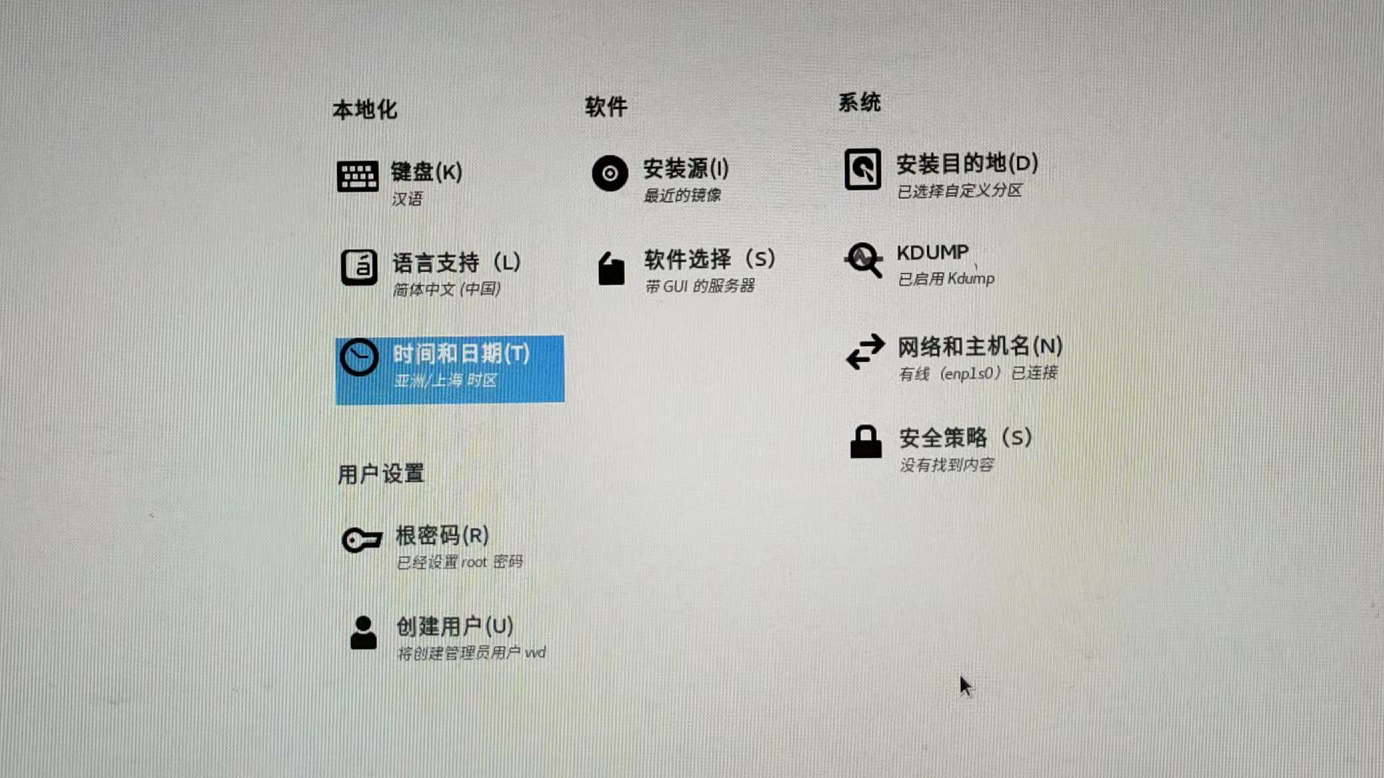 本地化
键盘(K)
汉语
语言支持（L）
简体中文 (中国)
时间和日期(T)
亚洲/上海 时区
用户设置
根密码(R)
已经设置 root 密码
创建用户(U)
将创建管理员用户 vvd
软件
安装源(I)
最近的镜像
软件选择（S）
带 GUI 的服务器
系统
安装目的地(D)
已选择自定义分区
KDUMP
已启用 Kdump
网络和主机名(N)
有线（enp1s0）已连接
安全策略（S）
没有找到内容